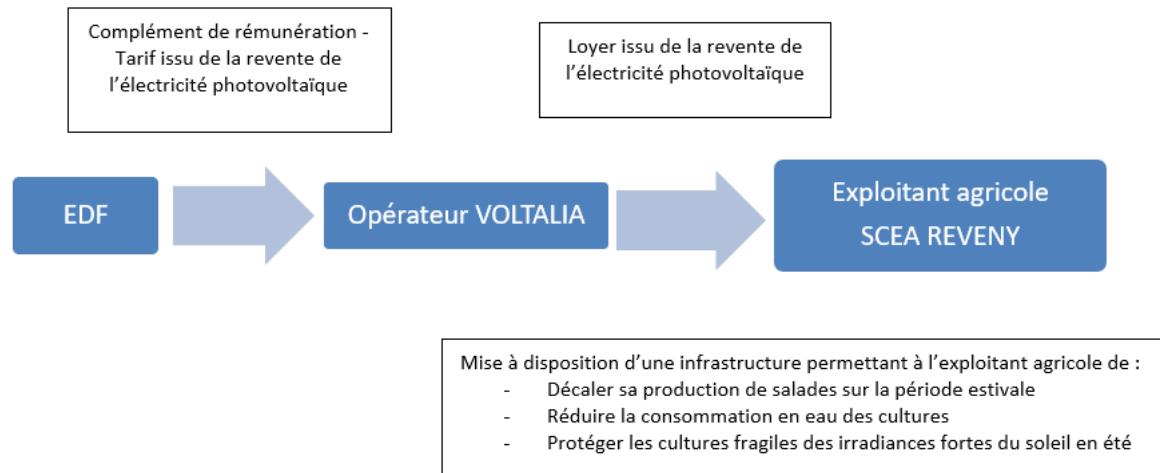 Complément de rémunération -
Tarif issu de la revente de
l’électricité photovoltaïque
Loyer issu de la revente de
l’électricité photovoltaïque
EDF
Opérateur VOLTALIA
Exploitant agricole
SCEA REVENY
Mise à disposition d’une infrastructure permettant à l’exploitant agricole de :
- Décaler sa production de salades sur la période estivale
- Réduire la consommation en eau des cultures
- Protéger les cultures fragiles des irradiances fortes du soleil en été